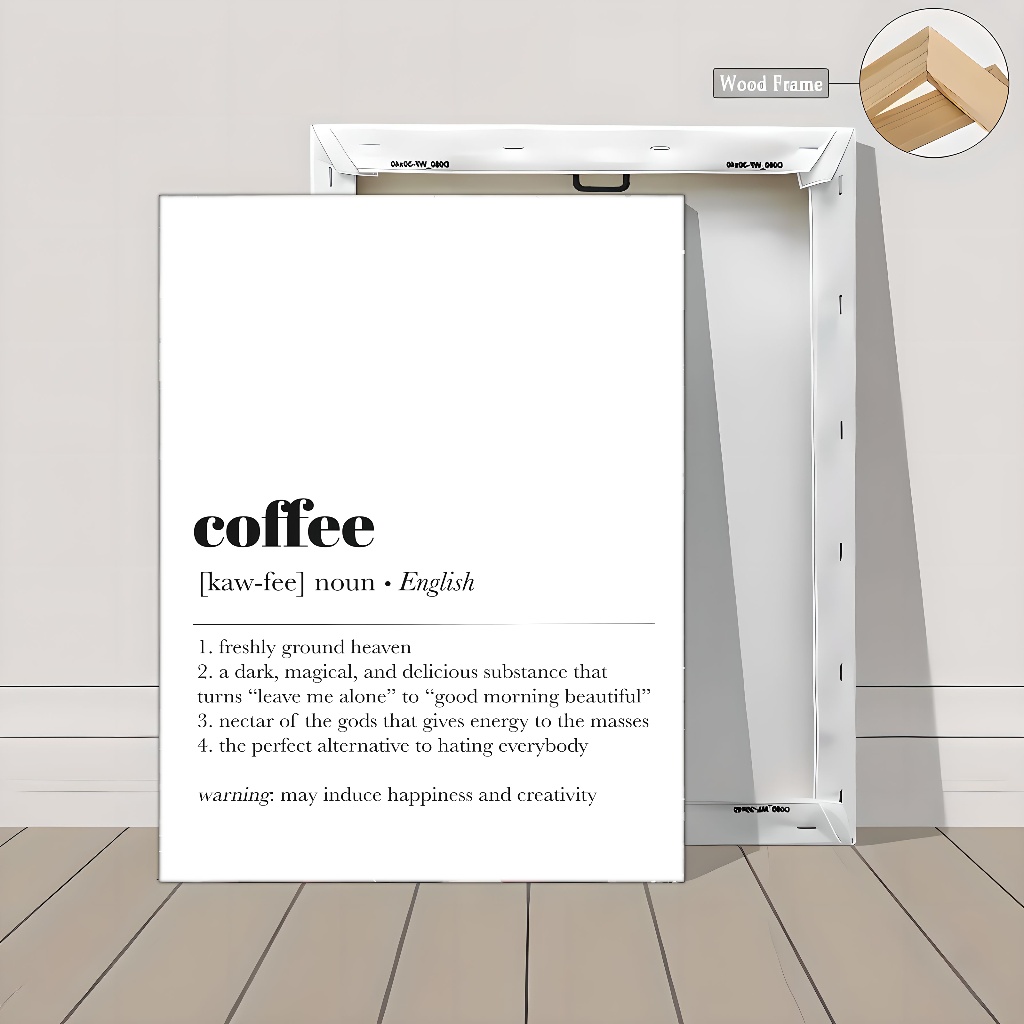 Wood Frame
coffee
[kaw-fee] noun • English
1. freshly ground heaven
2. a dark, magical, and delicious substance that
turns “leave me alone” to “good morning beautiful”
3. nectar of the gods that gives energy to the masses
4. the perfect alternative to hating everybody
warning: may induce happiness and creativity